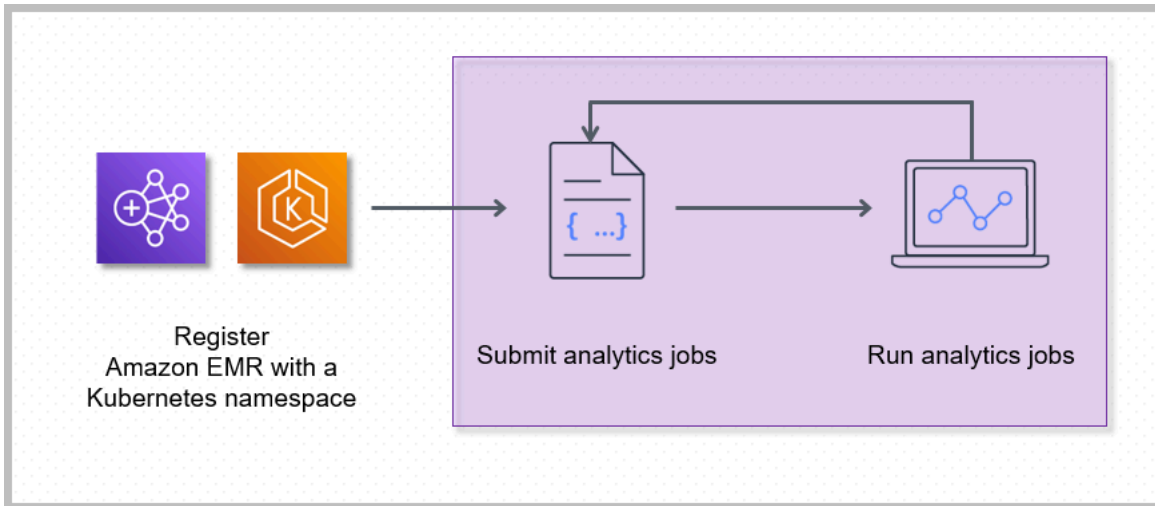 K
{ ...}
Register
Amazon EMR with a
Kubernetes namespace
Submit analytics jobs
Run analytics jobs